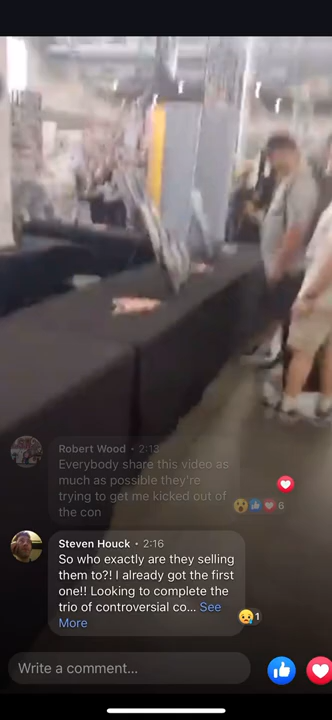 Robert Wood · 2:13
Everybody share this video as
much as possible they're
trying to get me kicked out of
the con
6
Steven Houck · 2:16
So who exactly are they selling
them to?! I already got the first
one!! Looking to complete the
trio of controversial co... See
More
1
Write a comment...